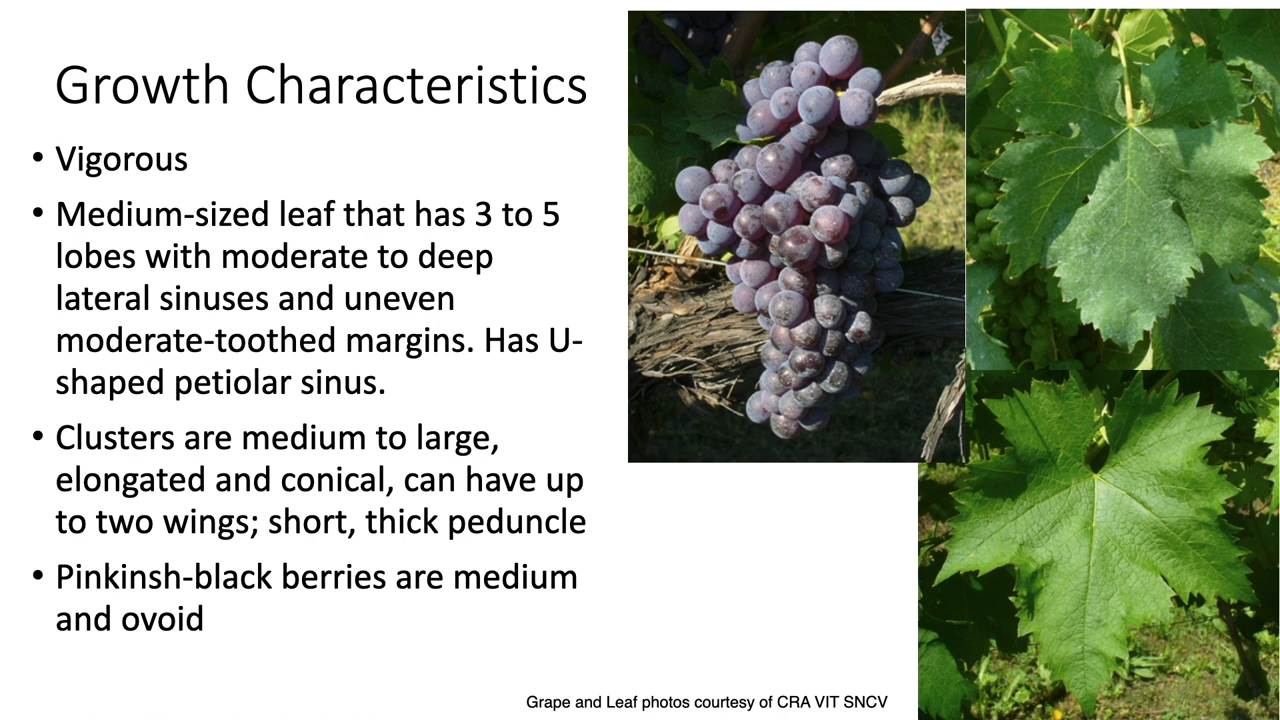 Growth Characteristics
• Vigorous
• Medium-sized leaf that has 3 to 5
lobes with moderate to deep
lateral sinuses and uneven
moderate-toothed margins. Has U-
shaped petiolar sinus.
• Clusters are medium to large,
elongated and conical, can have up
to two wings; short, thick peduncle
• Pinkinsh-black berries are medium
and ovoid
Grape and Leaf photos courtesy of CRA VIT SNCV